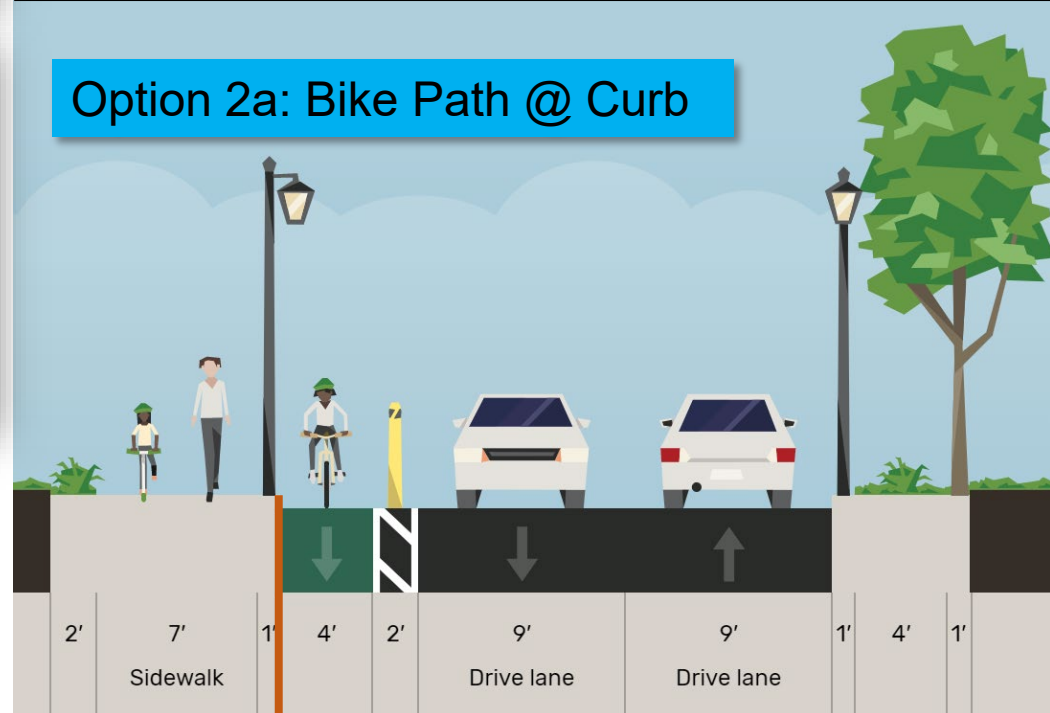 Option 2a: Bike Path @ Curb
2′ 7′ 1' 4′ 2′ 9′ 9′ 1′ 4′ 1′
Sidewalk Drive lane Drive lane